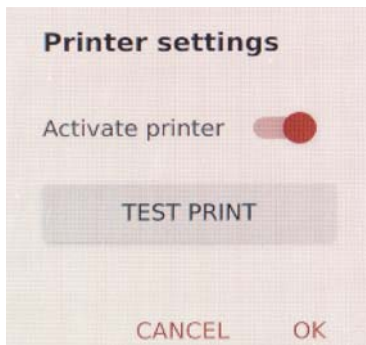 Printer settings
Activate printer
TEST PRINT
CANCEL OK